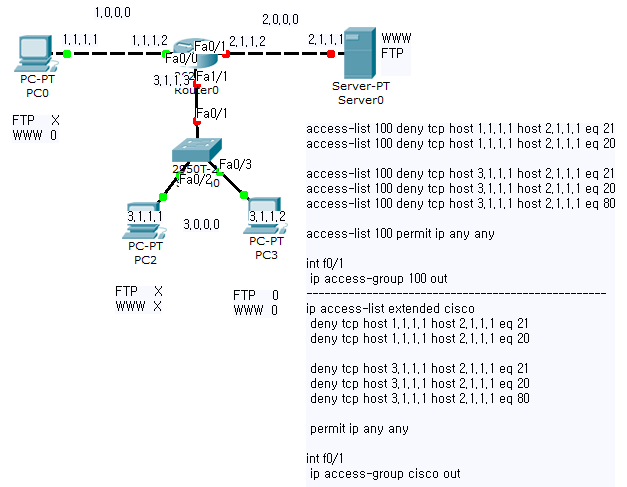 1,0,0,0
2,0,0,0
1,1,1,1
1,1,1,2
Fa0/1
2,1,1,2
2,1,1,1
WWW
FTP
Fa0/0
PC-PT
PC0
3,1,1,3
Fa1/1
Router0
Server-PT
Server0
FTP X
WWW O
Fa0/1
Fa0/3
Fa0/2
3,1,1,1
3,0,0,0
3,1,1,2
PC-PT
PC2
PC-PT
PC3
FTP X
WWW X
FTP O
WWW O
access-list 100 deny tcp host 1,1,1,1 host 2,1,1,1 eq 21
access-list 100 deny tcp host 1,1,1,1 host 2,1,1,1 eq 20
access-list 100 deny tcp host 3,1,1,1 host 2,1,1,1 eq 21
access-list 100 deny tcp host 3,1,1,1 host 2,1,1,1 eq 20
access-list 100 deny tcp host 3,1,1,1 host 2,1,1,1 eq 80
access-list 100 permit ip any any
int f0/1
ip access-group 100 out
------------------------------------------------------------
ip access-list extended cisco
deny tcp host 1,1,1,1 host 2,1,1,1 eq 21
deny tcp host 1,1,1,1 host 2,1,1,1 eq 20
deny tcp host 3,1,1,1 host 2,1,1,1 eq 21
deny tcp host 3,1,1,1 host 2,1,1,1 eq 20
deny tcp host 3,1,1,1 host 2,1,1,1 eq 80
permit ip any any
int f0/1
ip access-group cisco out